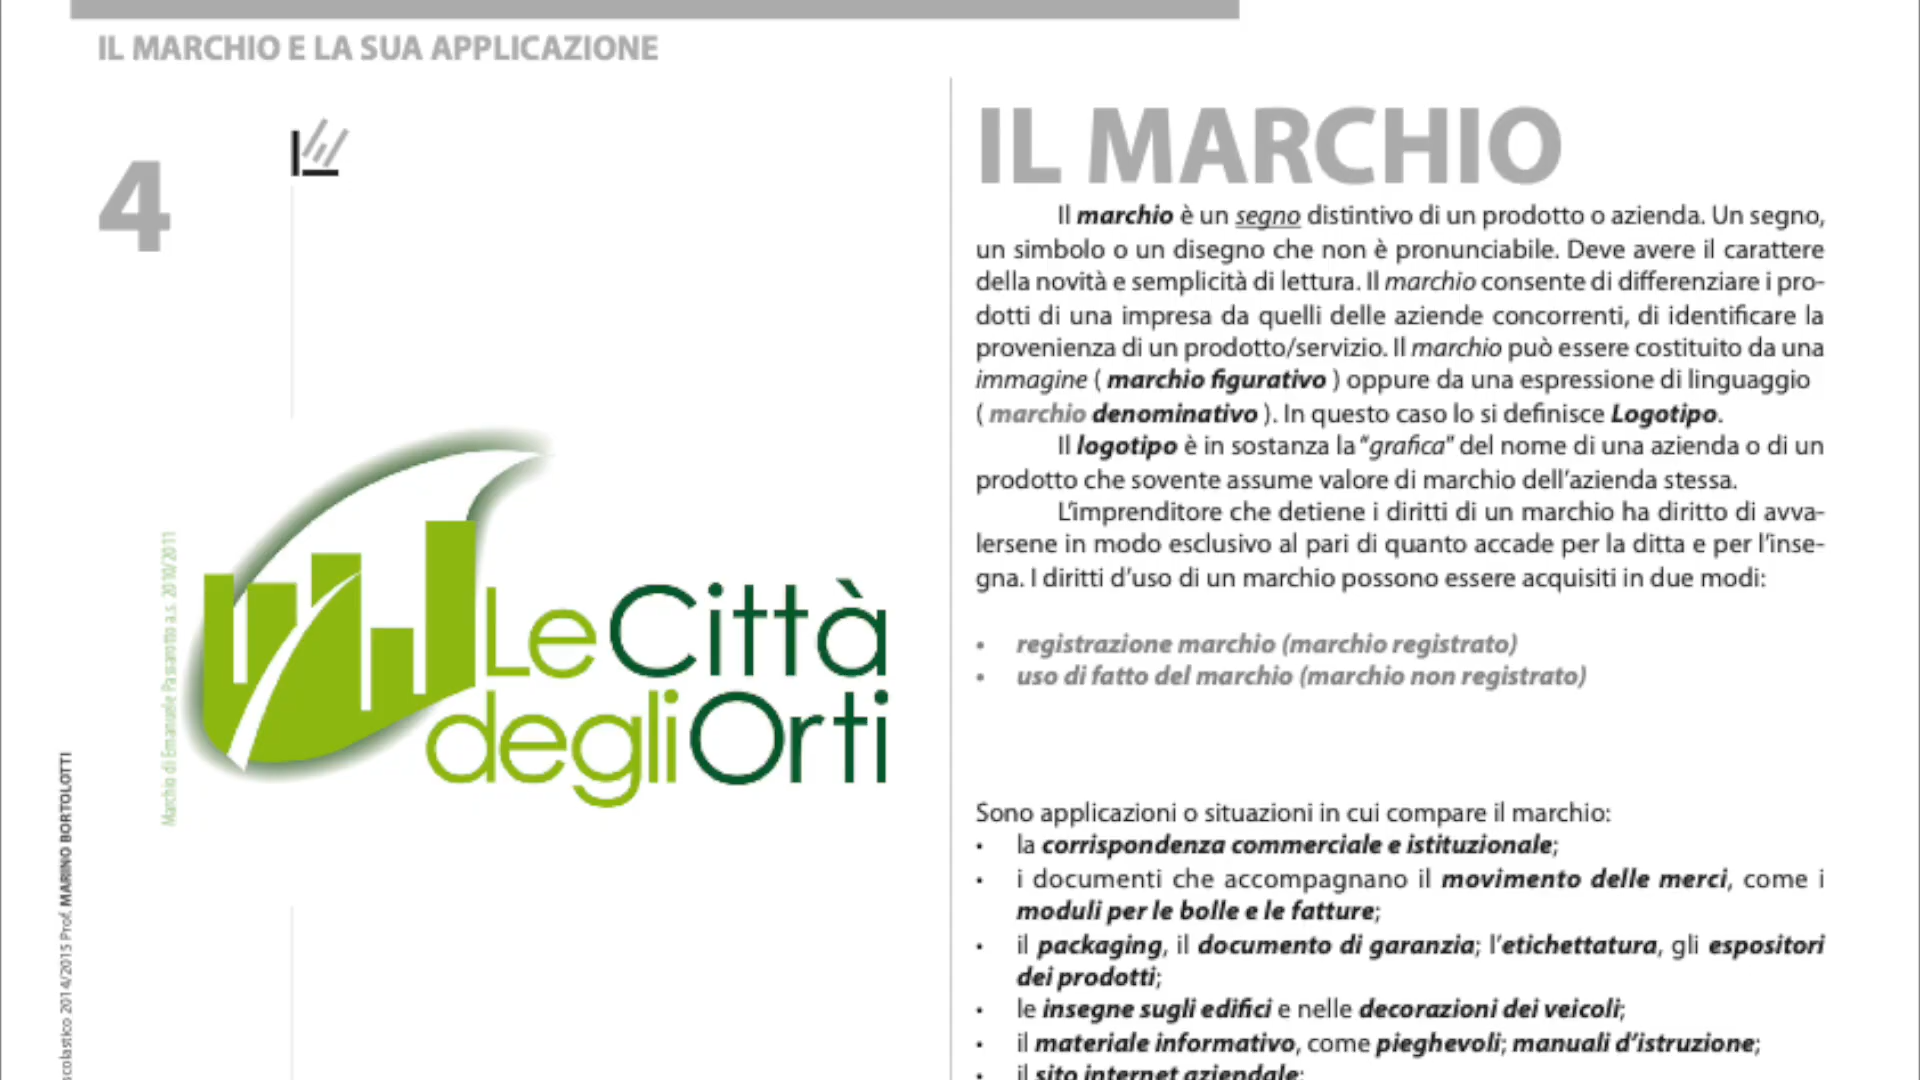 IL MARCHIO E LA SUA APPLICAZIONE
4
Marchio di Emanuele Passarotto a.s. 2010/2011
scolastico 2014/2015 Prof. MARINO BORTOLOTTI
Le Città
degli Orti
IL MARCHIO
Il marchio è un segno distintivo di un prodotto o azienda. Un segno,
un simbolo o un disegno che non è pronunciabile. Deve avere il carattere
della novità e semplicità di lettura. Il marchio consente di differenziare i pro-
dotti di una impresa da quelli delle aziende concorrenti, di identificare la
provenienza di un prodotto/servizio. Il marchio può essere costituito da una
immagine ( marchio figurativo ) oppure da una espressione di linguaggio
( marchio denominativo ). In questo caso lo si definisce Logotipo.
Il logotipo è in sostanza la "grafica" del nome di una azienda o di un
prodotto che sovente assume valore di marchio dell'azienda stessa.
L'imprenditore che detiene i diritti di un marchio ha diritto di avva-
lersene in modo esclusivo al pari di quanto accade per la ditta e per l'inse-
gna. I diritti d'uso di un marchio possono essere acquisiti in due modi:
• registrazione marchio (marchio registrato)
• uso di fatto del marchio (marchio non registrato)
Sono applicazioni o situazioni in cui compare il marchio:
• la corrispondenza commerciale e istituzionale;
• i documenti che accompagnano il movimento delle merci, come i
moduli per le bolle e le fatture;
• il packaging, il documento di garanzia; l'etichettatura, gli espositori
dei prodotti;
• le insegne sugli edifici e nelle decorazioni dei veicoli;
• il materiale informativo, come pieghevoli; manuali d'istruzione;
• il sito internet aziendale;